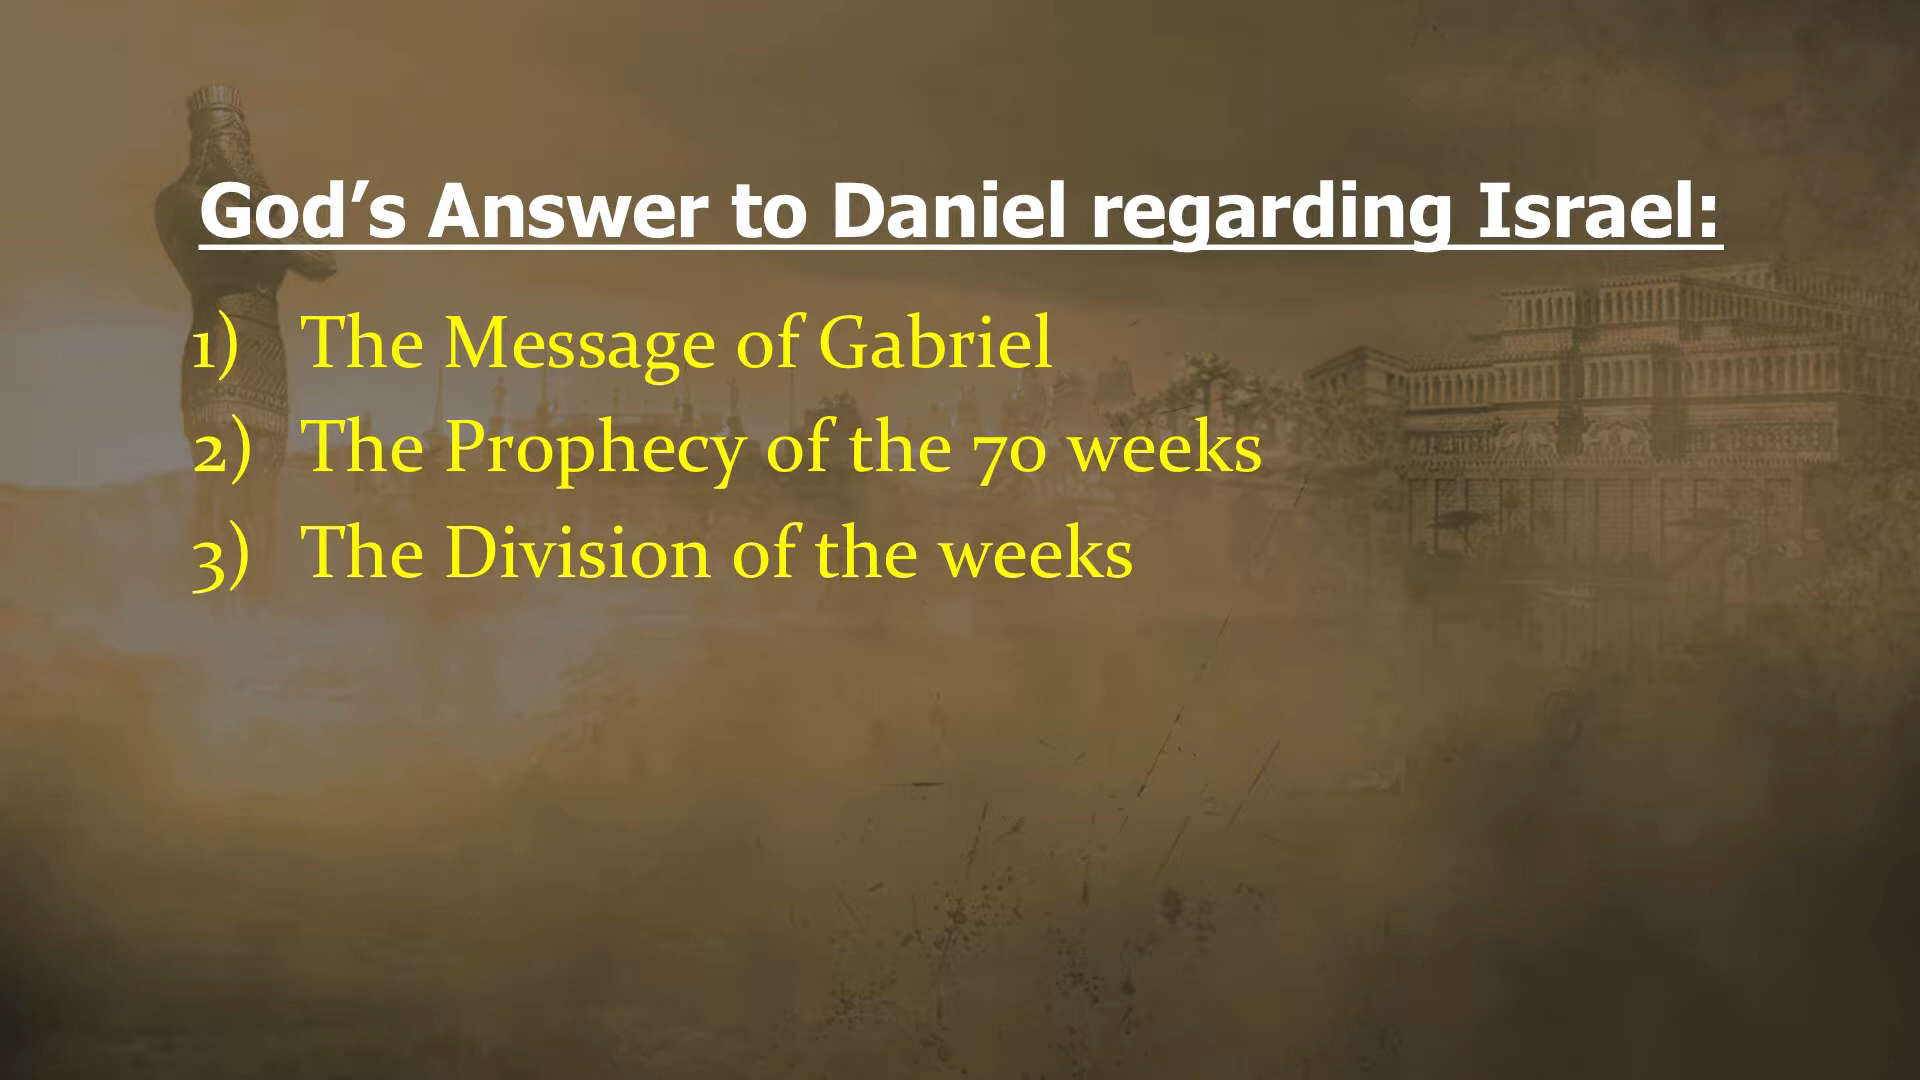 God’s Answer to Daniel regarding Israel:
1) The Message of Gabriel
2) The Prophecy of the 70 weeks
3) The Division of the weeks